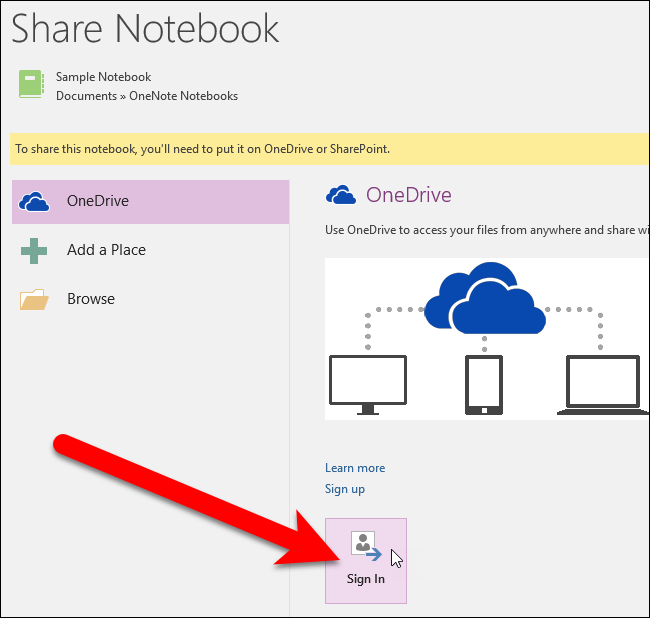 Share Notebook
Sample Notebook
Documents » OneNote Notebooks
To share this notebook, you'll need to put it on OneDrive or SharePoint.
OneDrive
Add a Place
Browse
OneDrive
Use OneDrive to access your files from anywhere and share wi
Learn more
Sign up
Sign In